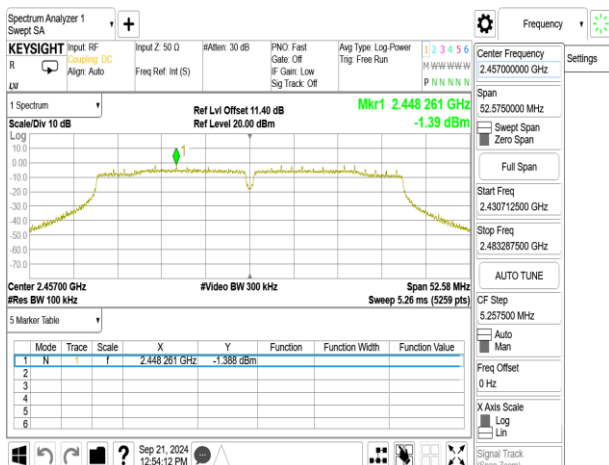 Spectrum Analyzer 1
Swept SA
+
Frequency
KEYSIGHT
R
LXI
Input: RF
Coupling: DC
Align: Auto
Input Z: 50 Ω
Freq Ref: Int (S)
#Atten: 30 dB
PNO: Fast
Gate: Off
IF Gain: Low
Sig Track: Off
Avg Type: Log-Power
Trig: Free Run
1 2 3 4 5 6
M W W W W W
P N N N N N
1 Spectrum
Scale/Div 10 dB
Ref Lvl Offset 11.40 dB
Ref Level 20.00 dBm
Mkr1 2.448 261 GHz
-1.39 dBm
Log
10.0
0.00
-10.0
-20.0
-30.0
-40.0
-50.0
-60.0
-70.0
1
Center 2.45700 GHz
#Res BW 100 kHz
#Video BW 300 kHz
Span 52.58 MHz
Sweep 5.26 ms (5259 pts)
5 Marker Table
Mode Trace Scale X Y Function Function Width Function Value
1 N 1 f 2.448 261 GHz -1.388 dBm
2
3
4
5
6
Sep 21, 2024
12:54:12 PM
?
Settings
Center Frequency
2.457000000 GHz
Span
52.5750000 MHz
Swept Span
Zero Span
Full Span
Start Freq
2.430712500 GHz
Stop Freq
2.483287500 GHz
AUTO TUNE
CF Step
5.257500 MHz
Auto
Man
Freq Offset
0 Hz
X Axis Scale
Log
Lin
Signal Track
(Span Zoom)